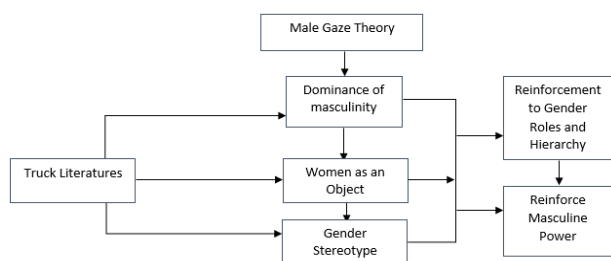 Male Gaze Theory
Dominance of
masculinity
Reinforcement
to Gender
Roles and
Hierarchy
Truck Literatures
Women as an
Object
Reinforce
Masculine
Power
Gender
Stereotype